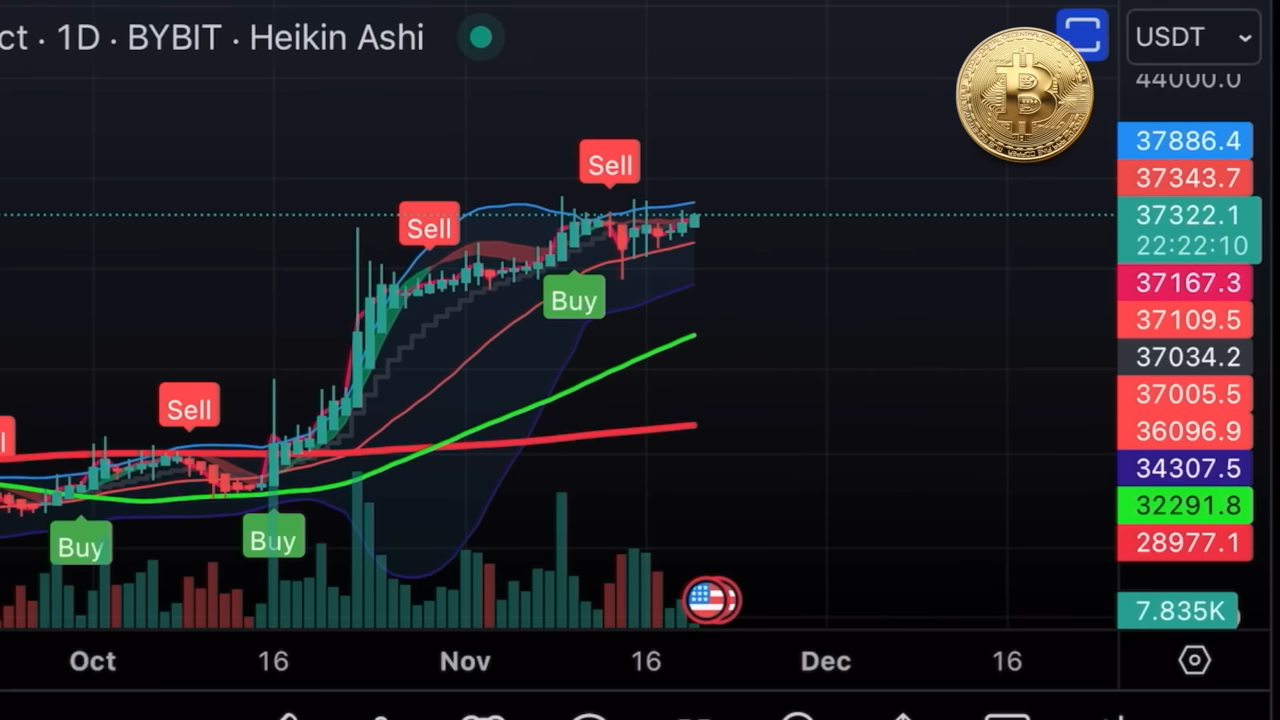 ct · 1D · BYBIT · Heikin Ashi
USDT
44000.0
37886.4
Sell
37343.7
37322.1
Sell
22:22:10
37167.3
Buy
37109.5
37034.2
Sell
37005.5
l
36096.9
34307.5
32291.8
Buy
Buy
28977.1
7.835K
Oct 16 Nov 16 Dec 16